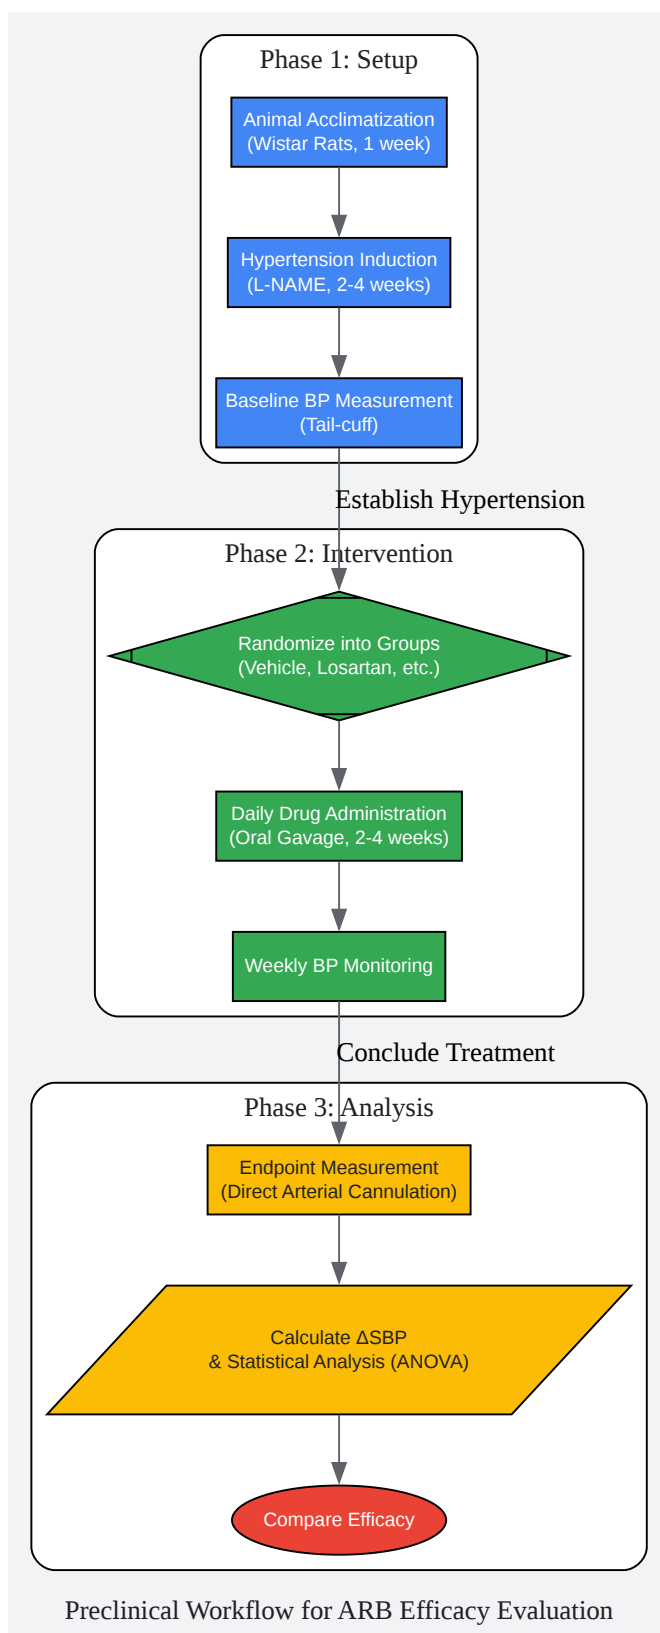 Phase 1: Setup
Animal Acclimatization
(Wistar Rats, 1 week)
Hypertension Induction
(L-NAME, 2-4 weeks)
Baseline BP Measurement
(Tail-cuff)
Establish Hypertension
Phase 2: Intervention
Randomize into Groups
(Vehicle, Losartan, etc.)
Daily Drug Administration
(Oral Gavage, 2-4 weeks)
Weekly BP Monitoring
Conclude Treatment
Phase 3: Analysis
Endpoint Measurement
(Direct Arterial Cannulation)
Calculate ΔSBP
& Statistical Analysis (ANOVA)
Compare Efficacy
Preclinical Workflow for ARB Efficacy Evaluation